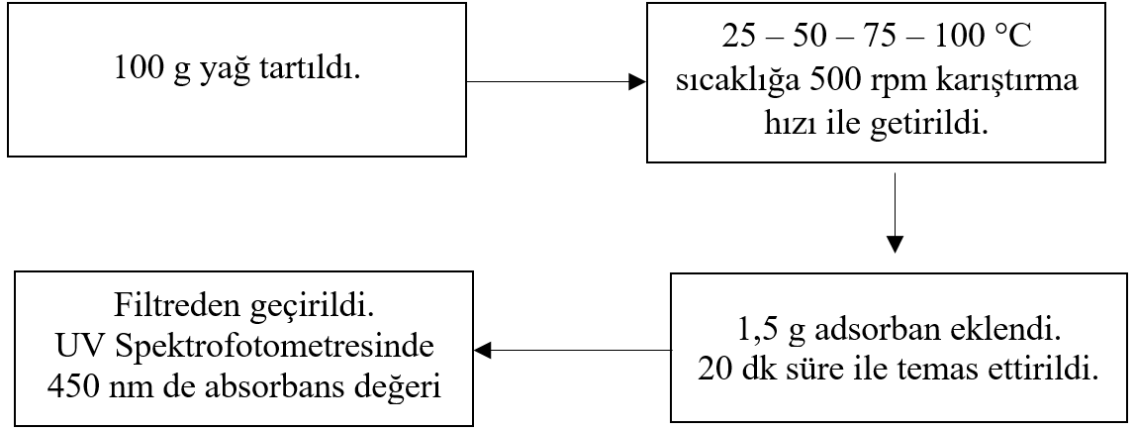 100 g yağ tartıldı.
25 – 50 – 75 – 100 °C
sıcaklığa 500 rpm karıştırma
hızı ile getirildi.
1,5 g adsorban eklendi.
20 dk süre ile temas ettirildi.
Filtreden geçirildi.
UV Spektrofotometresinde
450 nm de absorbans değeri